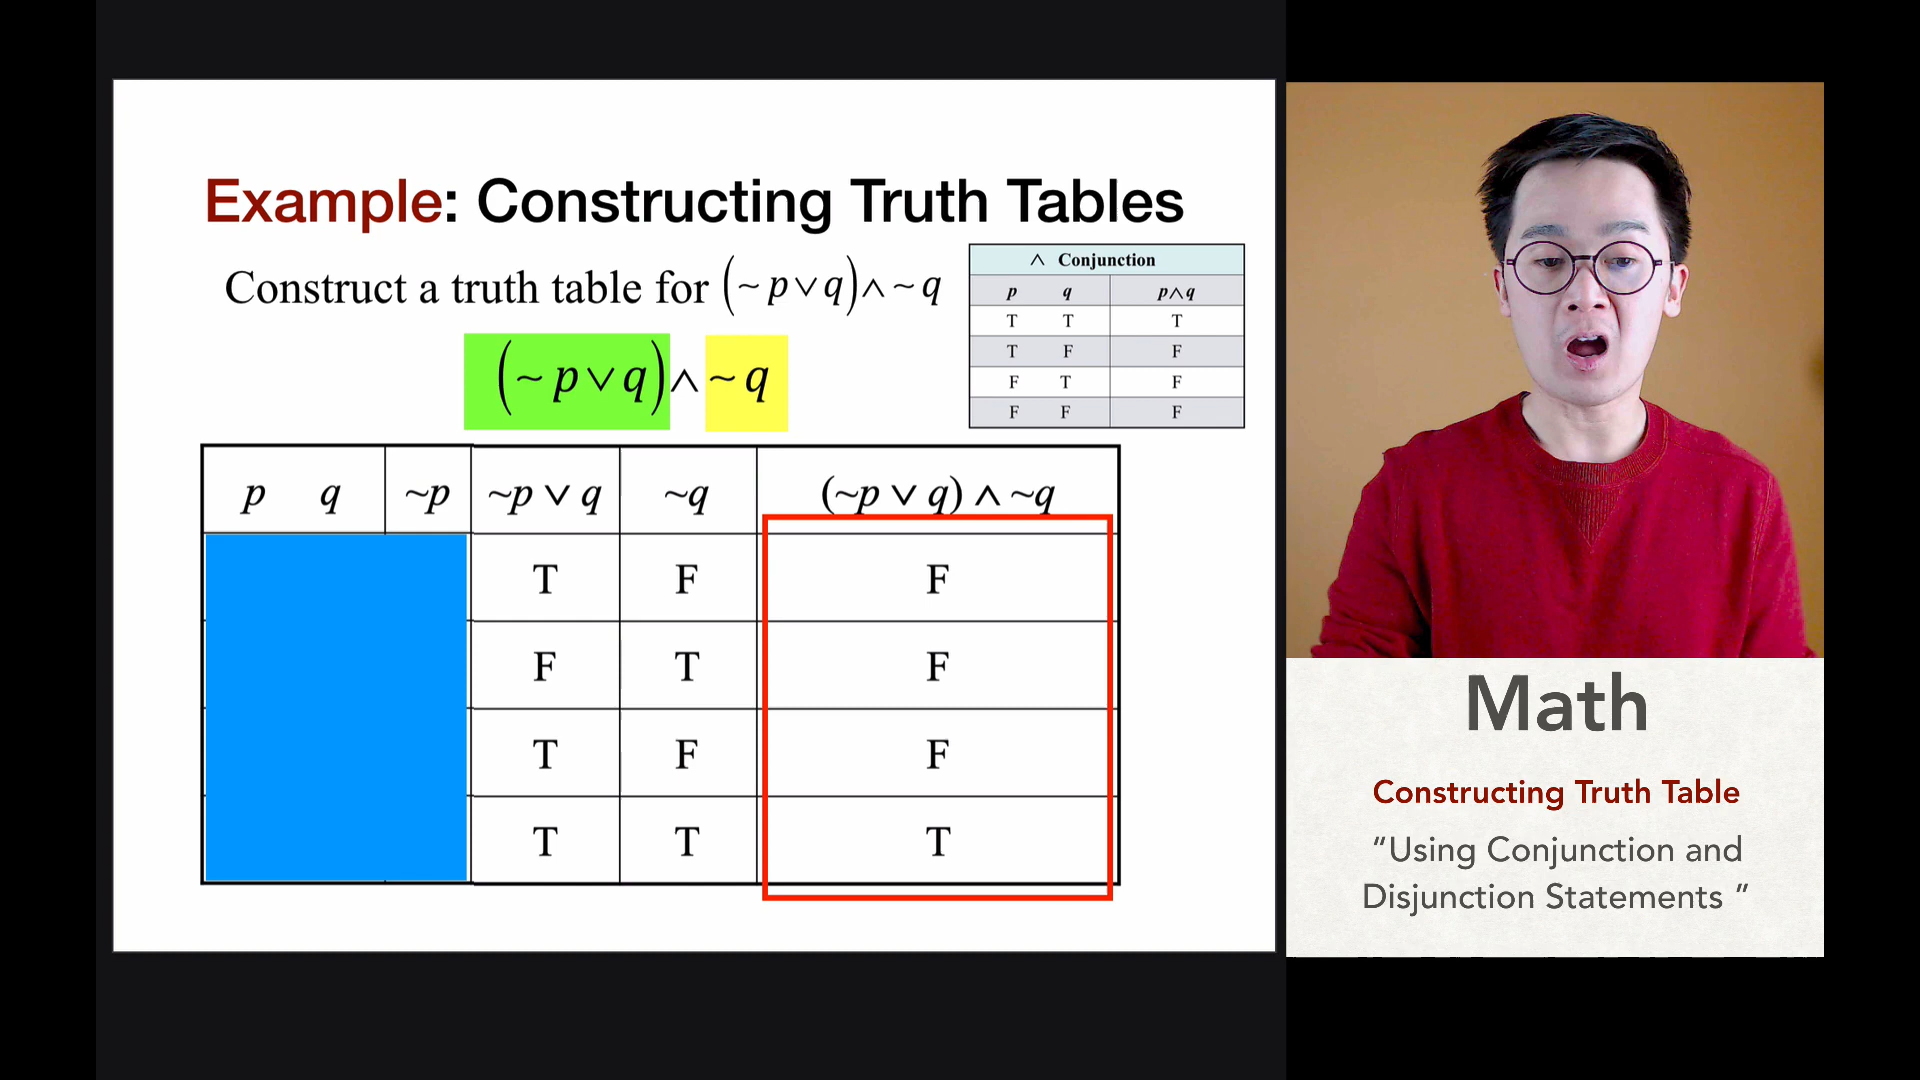 Example: Constructing Truth Tables
Construct a truth table for (~ p ∨ q) ∧ ~ q
(~ p ∨ q) ∧ ~ q
∧ Conjunction
p q p∧q
T T T
T F F
F T F
F F F
p q ~p ~p ∨ q ~q (~p ∨ q) ∧ ~q
T F F
F T F
T F F
T T T
Math
Constructing Truth Table
“Using Conjunction and
Disjunction Statements ”